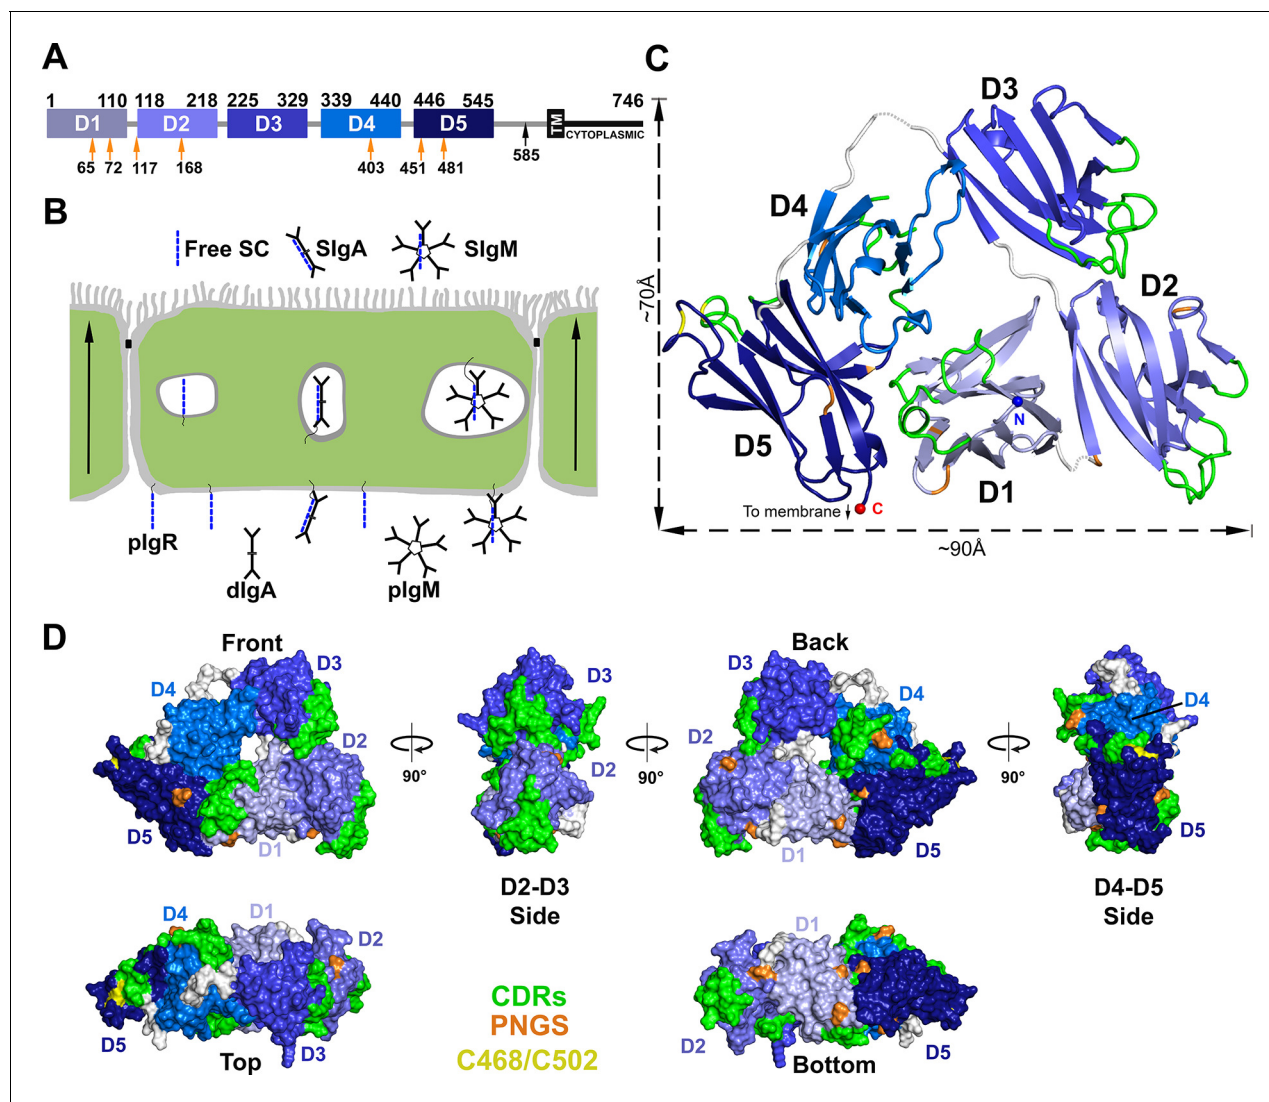 A
1 110 118 218 225 329 339 440 446 545 746
D1 D2 D3 D4 D5 TM CYTOPLASMIC
65 72 117 168 403 451 481 585
B
Free SC SIgA SIgM
pIgR
dIgA pIgM
C
D3
D4
D2
~70Å
N
D5
D1
To membrane C
~90Å
D
Front Back
D3 D3 D3
D4 D4 D4
D2 D2 D2
90° 90° 90°
D5 D1 D1 D5 D5
D2-D3
Side
D4-D5
Side
D4 D1 D2 D1
CDRs
PNGS
C468/C502
D5 D3 D2 D5
Top Bottom